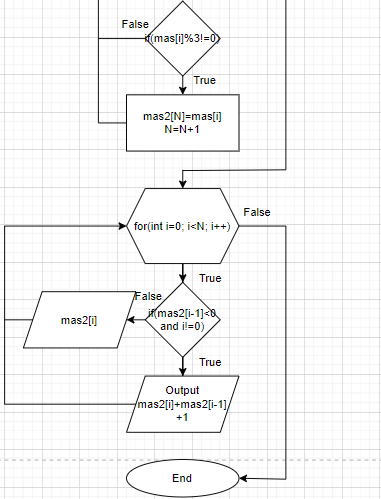 False
if(mas[i]%3!=0)
True
mas2[N]=mas[i]
N=N+1
False
for(int i=0; i<N; i++)
True
False
if(mas2[i-1]<0
and i!=0)
mas2[i]
True
Output
mas2[i]+mas2[i-1]
+1
End